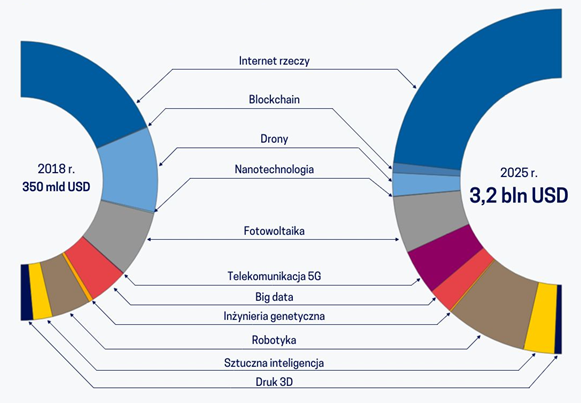 Internet rzeczy
Blockchain
Drony
Nanotechnologia
2018 r.
350 mld USD
2025 r.
3,2 bln USD
Fotowoltaika
Telekomunikacja 5G
Big data
Inżynieria genetyczna
Robotyka
Sztuczna inteligencja
Druk 3D